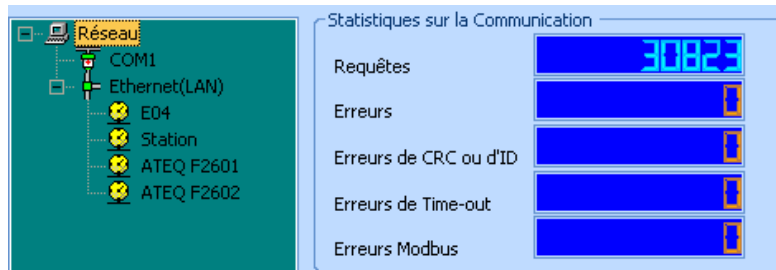 Réseau
COM1
Ethernet(LAN)
E04
Station
ATEQ F2601
ATEQ F2602
Statistiques sur la Communication
Requêtes 30823
Erreurs 0
Erreurs de CRC ou d'ID 0
Erreurs de Time-out 0
Erreurs Modbus 0